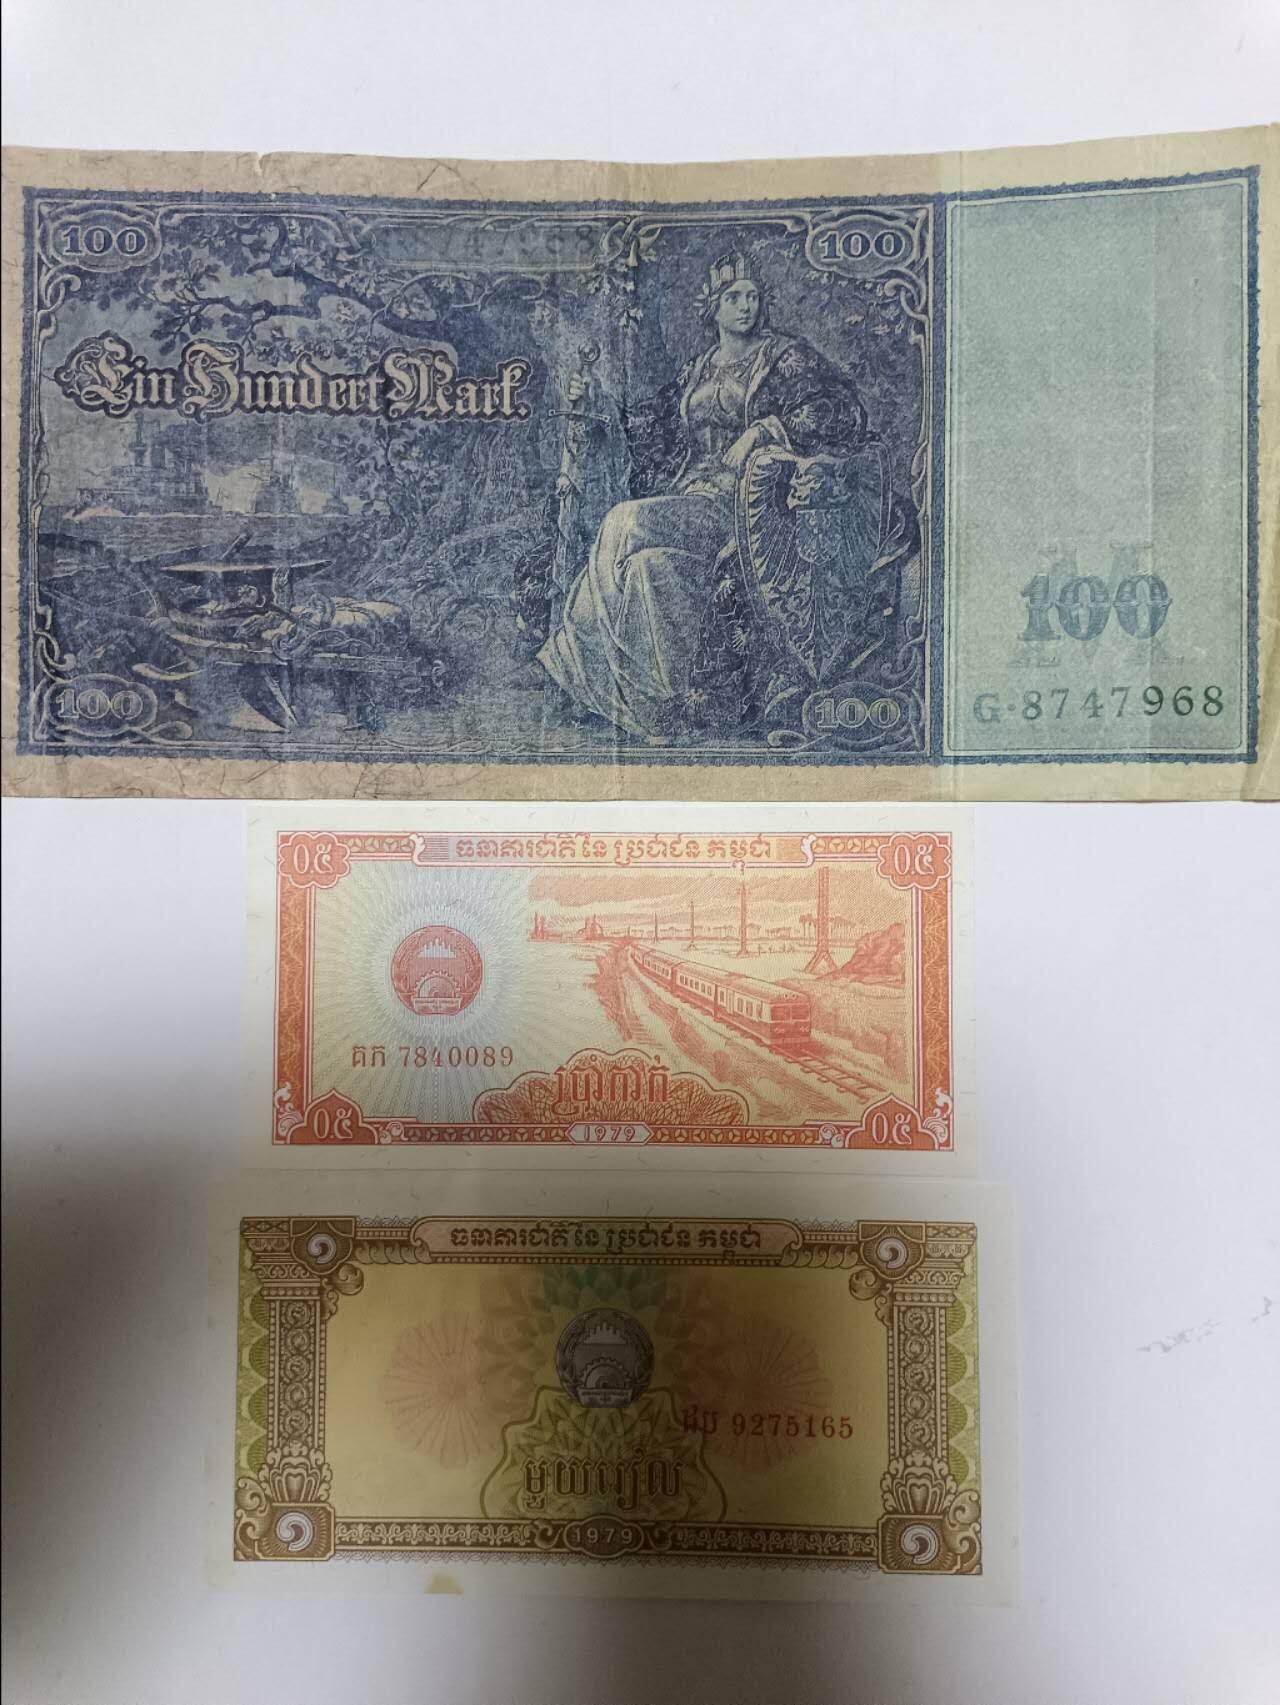 100 100
Ein Hundert Mark.
100
G·8747968
100 100
០.៥ ធនាគារជាតិនៃប្រជាជនកម្ពុជា ០.៥
គក 7840089
ប្រាំកាក់
០.៥ 1979 ០.៥
១ ធនាគារជាតិនៃប្រជាជនកម្ពុជា ១
9275165
មួយរៀល
១ 1979 ១